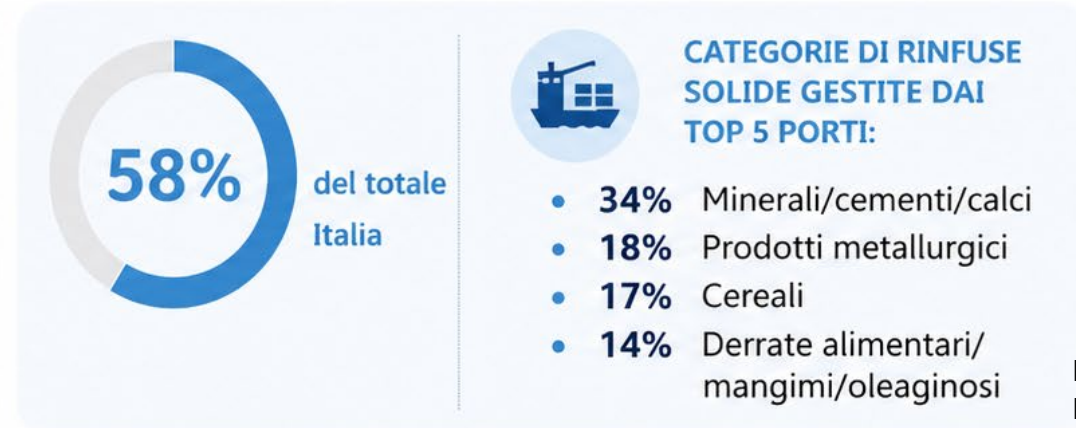 58%
del totale
Italia
CATEGORIE DI RINFUSE
SOLIDE GESTITE DAI
TOP 5 PORTI:
• 34% Minerali/cementi/calci
• 18% Prodotti metallurgici
• 17% Cereali
• 14% Derrate alimentari/
mangimi/oleaginosi